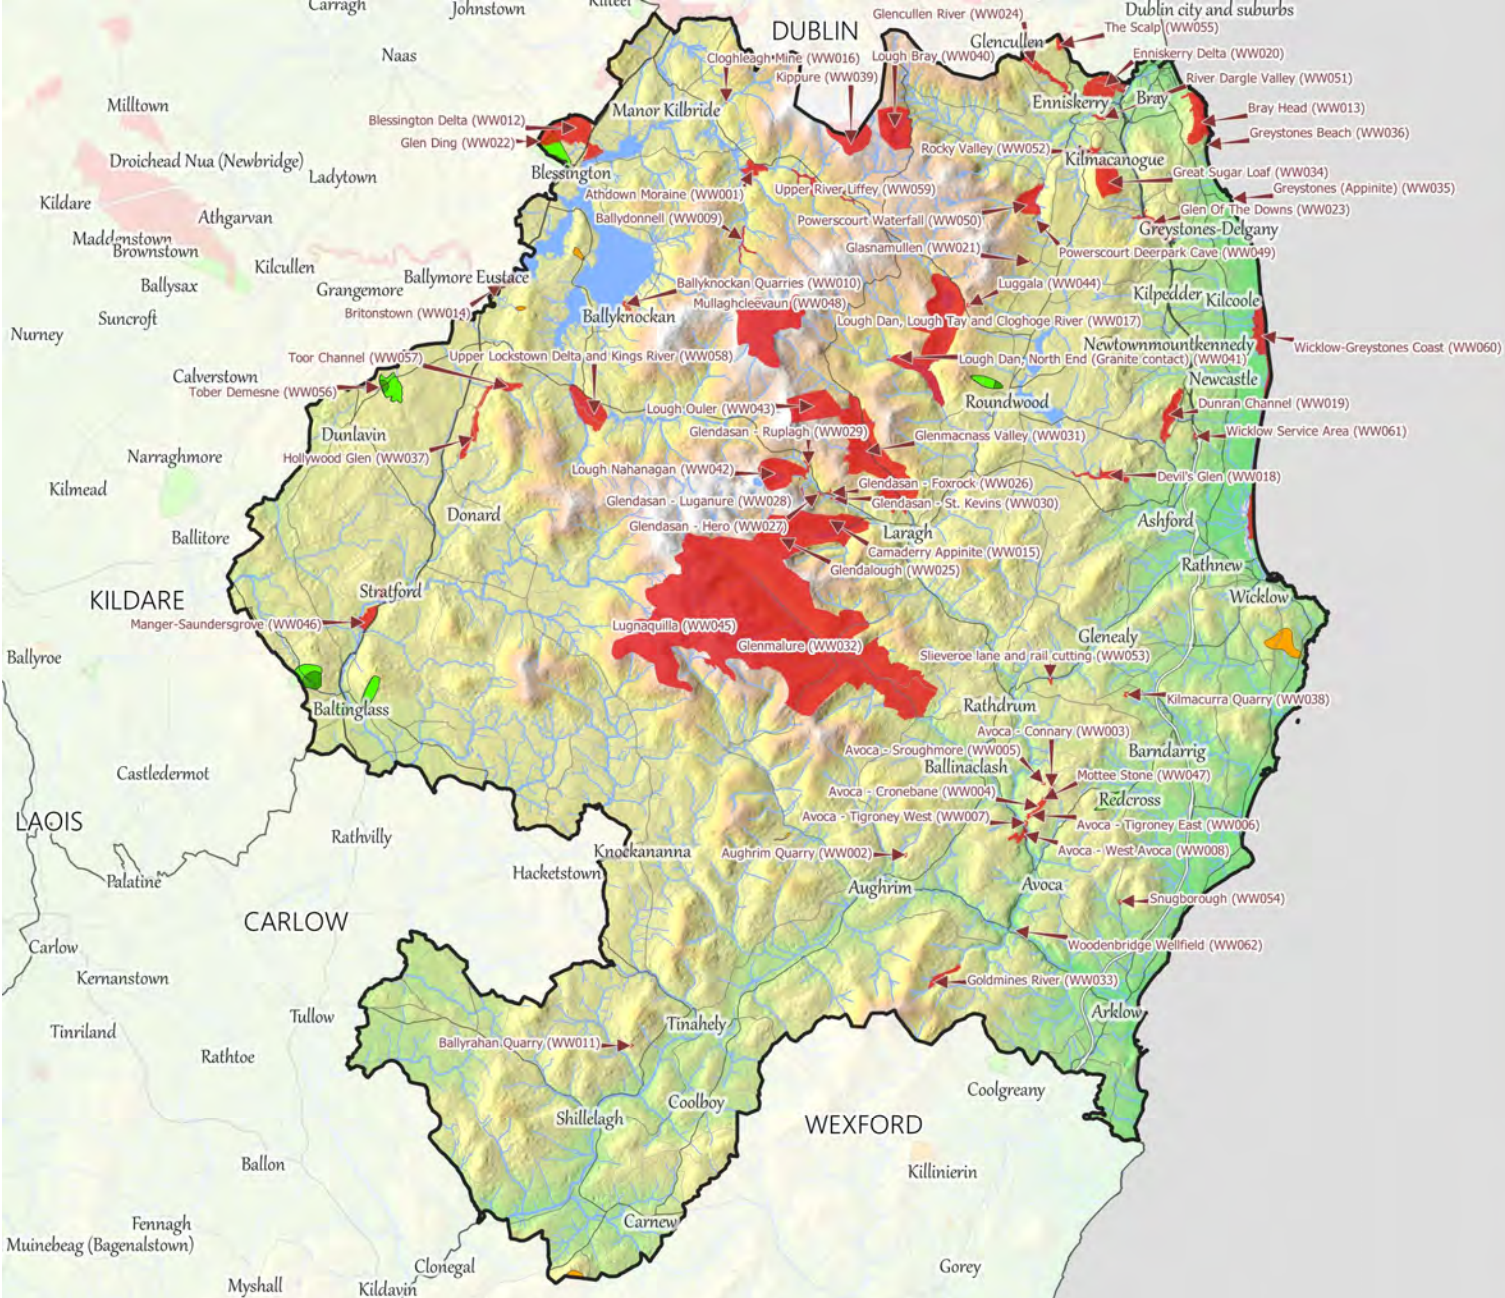 Carragh
Johnstown
Kilteel
Dublin city and suburbs
Glencullen River (WW024)
The Scalp (WW055)
DUBLIN
Glencullen
Naas
Cloghleagh Mine (WW016)
Lough Bray (WW040)
Enniskerry Delta (WW020)
Kippure (WW039)
River Dargle Valley (WW051)
Milltown
Manor Kilbride
Enniskerry
Bray
Bray Head (WW013)
Blessington Delta (WW012)
Greystones Beach (WW036)
Glen Ding (WW022)
Rocky Valley (WW052)
Droichead Nua (Newbridge)
Kilmacanogue
Ladytown
Blessington
Great Sugar Loaf (WW034)
Athdown Moraine (WW001)
Upper River Liffey (WW059)
Greystones (Appinite) (WW035)
Kildare
Athgarvan
Ballydonnell (WW009)
Powerscourt Waterfall (WW050)
Glen Of The Downs (WW023)
Greystones-Delgany
Maddenstown
Brownstown
Glasnamullen (WW021)
Powerscourt Deerpark Cave (WW049)
Kilcullen
Ballymore Eustace
Ballysax
Grangemore
Ballyknockan Quarries (WW010)
Luggala (WW044)
Kilpedder
Kilcoole
Mullaghcleevaun (WW048)
Britonstown (WW014)
Suncroft
Ballyknockan
Lough Dan, Lough Tay and Cloghoge River (WW017)
Nurney
Newtownmountkennedy
Wicklow-Greystones Coast (WW060)
Toor Channel (WW057)
Upper Lockstown Delta and Kings River (WW058)
Lough Dan, North End (Granite contact) (WW041)
Calverstown
Tober Demesne (WW056)
Newcastle
Roundwood
Dunran Channel (WW019)
Lough Ouler (WW043)
Dunlavin
Glendasan - Ruplagh (WW029)
Glenmacnass Valley (WW031)
Wicklow Service Area (WW061)
Narraghmore
Hollywood Glen (WW037)
Lough Nahanagan (WW042)
Devil's Glen (WW018)
Kilmead
Glendasan - Foxrock (WW026)
Glendasan - Luganure (WW028)
Glendasan - St. Kevins (WW030)
Donard
Glendasan - Hero (WW027)
Laragh
Ashford
Ballitore
Camaderry Appinite (WW015)
Glendalough (WW025)
Rathnew
Stratford
KILDARE
Wicklow
Manger-Saundersgrove (WW046)
Lugnaquilla (WW045)
Glenmalure (WW032)
Glenealy
Ballyroe
Slieveroe lane and rail cutting (WW053)
Kilmacurra Quarry (WW038)
Baltinglass
Rathdrum
Avoca - Connary (WW003)
Avoca - Sroughmore (WW005)
Barndarrig
Ballinaclash
Castledermot
Mottee Stone (WW047)
Avoca - Cronebane (WW004)
Redcross
Avoca - Tigroney West (WW007)
Avoca - Tigroney East (WW006)
LAOIS
Rathvilly
Avoca - West Avoca (WW008)
Knockananna
Aughrim Quarry (WW002)
Hacketstown
Palatine
Aughrim
Avoca
Snugborough (WW054)
CARLOW
Carlow
Woodenbridge Wellfield (WW062)
Kernanstown
Goldmines River (WW033)
Tullow
Arklow
Tinahely
Tinriland
Ballyrahan Quarry (WW011)
Rathtoe
Coolgreany
Coolboy
Shillelagh
WEXFORD
Ballon
Killinierin
Fennagh
Carnew
Muinebeag (Bagenalstown)
Clonegal
Gorey
Myshall
Kildavin